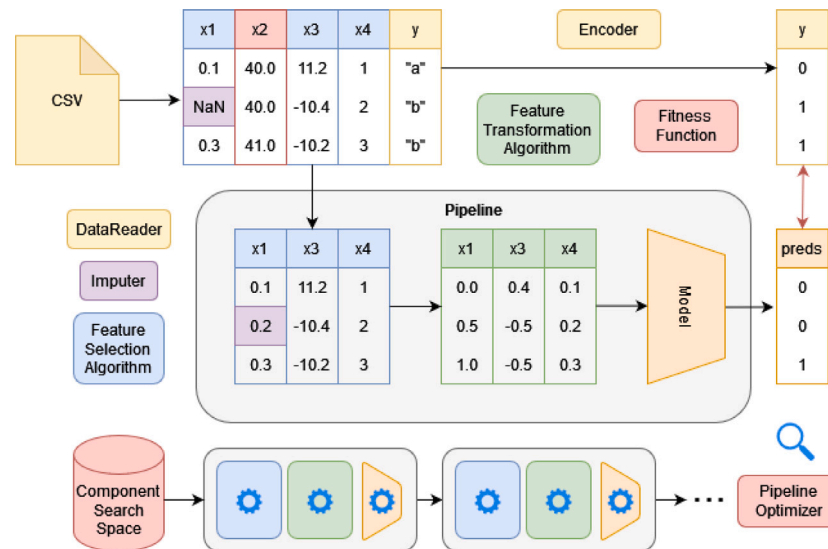 x1 x2 x3 x4 y
0.1 40.0 11.2 1 "a"
NaN 40.0 -10.4 2 "b"
0.3 41.0 -10.2 3 "b"
CSV
Encoder
Feature
Transformation
Algorithm
Fitness
Function
y
0
1
1
DataReader
Imputer
Feature
Selection
Algorithm
Pipeline
x1 x3 x4
0.1 11.2 1
0.2 -10.4 2
0.3 -10.2 3
x1 x3 x4
0.0 0.4 0.1
0.5 -0.5 0.2
1.0 -0.5 0.3
Model
preds
0
0
1
Component
Search
Space
...
Pipeline
Optimizer